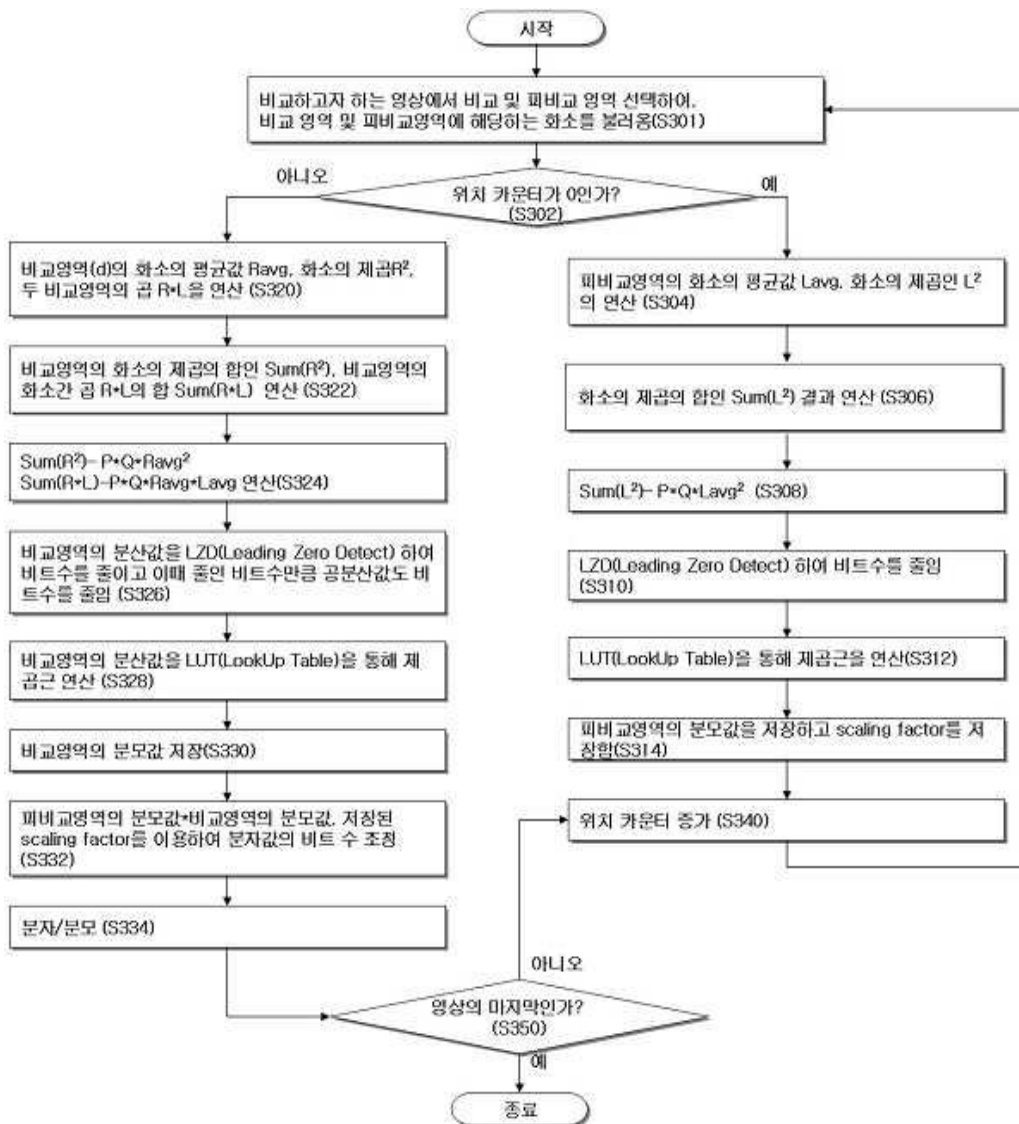 시작
비교하고자 하는 영상에서 비교 및 피비교 영역 선택하여,
비교 영역 및 피비교영역에 해당하는 화소를 불러옴(S301)
아니오
위치 카운터가 0인가?
(S302)
예
비교영역(d)의 화소의 평균값 Ravg, 화소의 제곱R²,
두 비교영역의 곱 R*L을 연산 (S320)
비교영역의 화소의 제곱의 합인 Sum(R²), 비교영역의
화소간 곱 R*L의 합 Sum(R*L) 연산 (S322)
Sum(R²)- P*Q*Ravg²
Sum(R*L)-P*Q*Ravg*Lavg 연산(S324)
비교영역의 분산값을 LZD(Leading Zero Detect) 하여
비트수를 줄이고 이때 줄인 비트수만큼 공분산값도 비
트수를 줄임 (S326)
비교영역의 분산값을 LUT(LookUp Table)을 통해 제
곱근 연산 (S328)
비교영역의 분모값 저장(S330)
피비교영역의 분모값*비교영역의 분모값, 저장된
scaling factor를 이용하여 분자값의 비트 수 조정
(S332)
분자/분모 (S334)
피비교영역의 화소의 평균값 Lavg, 화소의 제곱인 L²
의 연산 (S304)
화소의 제곱의 합인 Sum(L²) 결과 연산 (S306)
Sum(L²)- P*Q*Lavg² (S308)
LZD(Leading Zero Detect) 하여 비트수를 줄임
(S310)
LUT(LookUp Table)을 통해 제곱근을 연산(S312)
피비교영역의 분모값을 저장하고 scaling factor를 저
장함(S314)
위치 카운터 증가 (S340)
아니오
영상의 마지막인가?
(S350)
예
종료